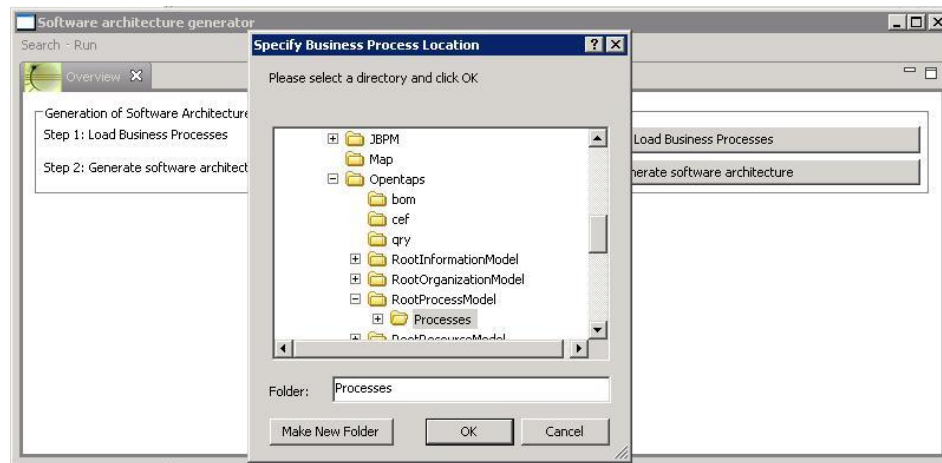 Software architecture generator
Search - Run
Overview
Generation of Software Architecture
Step 1: Load Business Processes
Step 2: Generate software architect
Specify Business Process Location
Please select a directory and click OK
JBPM
Map
Opentaps
bom
cef
qry
RootInformationModel
RootOrganizationModel
RootProcessModel
Processes
RootResourceModel
Folder: Processes
Make New Folder OK Cancel
Load Business Processes
nerate software architecture